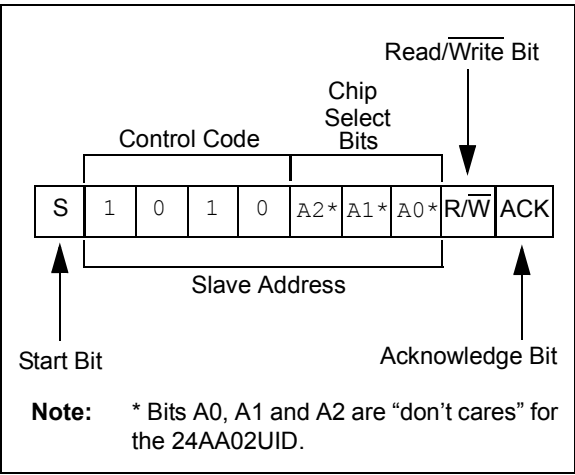 Read/Write Bit
Chip
Select
Bits
Control Code
S 1 0 1 0 A2* A1* A0* R/W ACK
Slave Address
Start Bit
Acknowledge Bit
Note: * Bits A0, A1 and A2 are “don’t cares” for
the 24AA02UID.